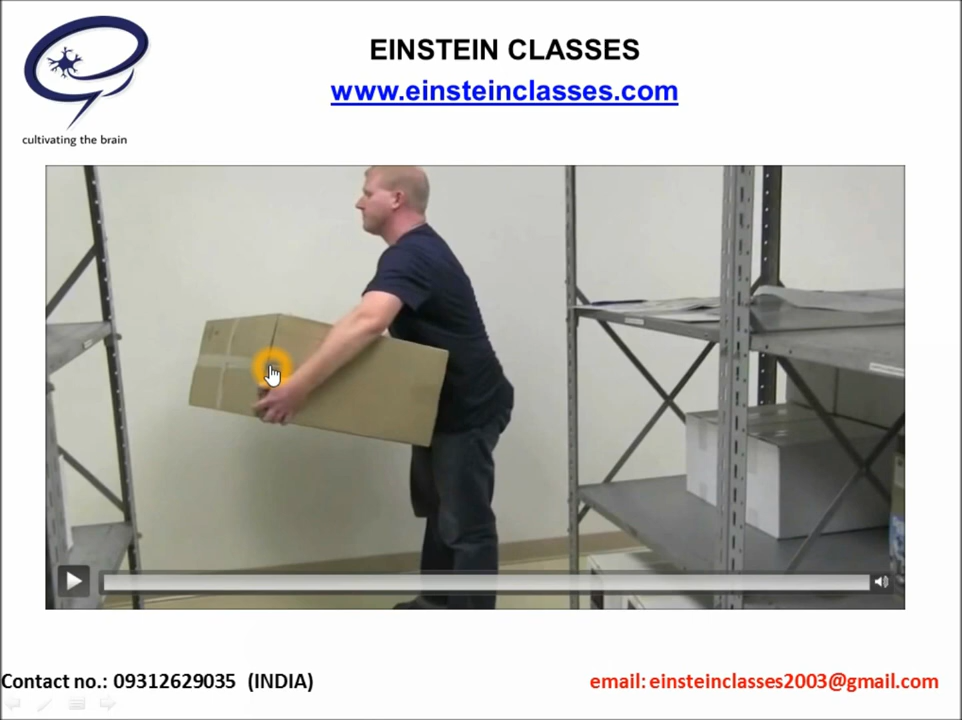 EINSTEIN CLASSES
www.einsteinclasses.com
cultivating the brain
Contact no.: 09312629035 (INDIA)
email: einsteinclasses2003@gmail.com